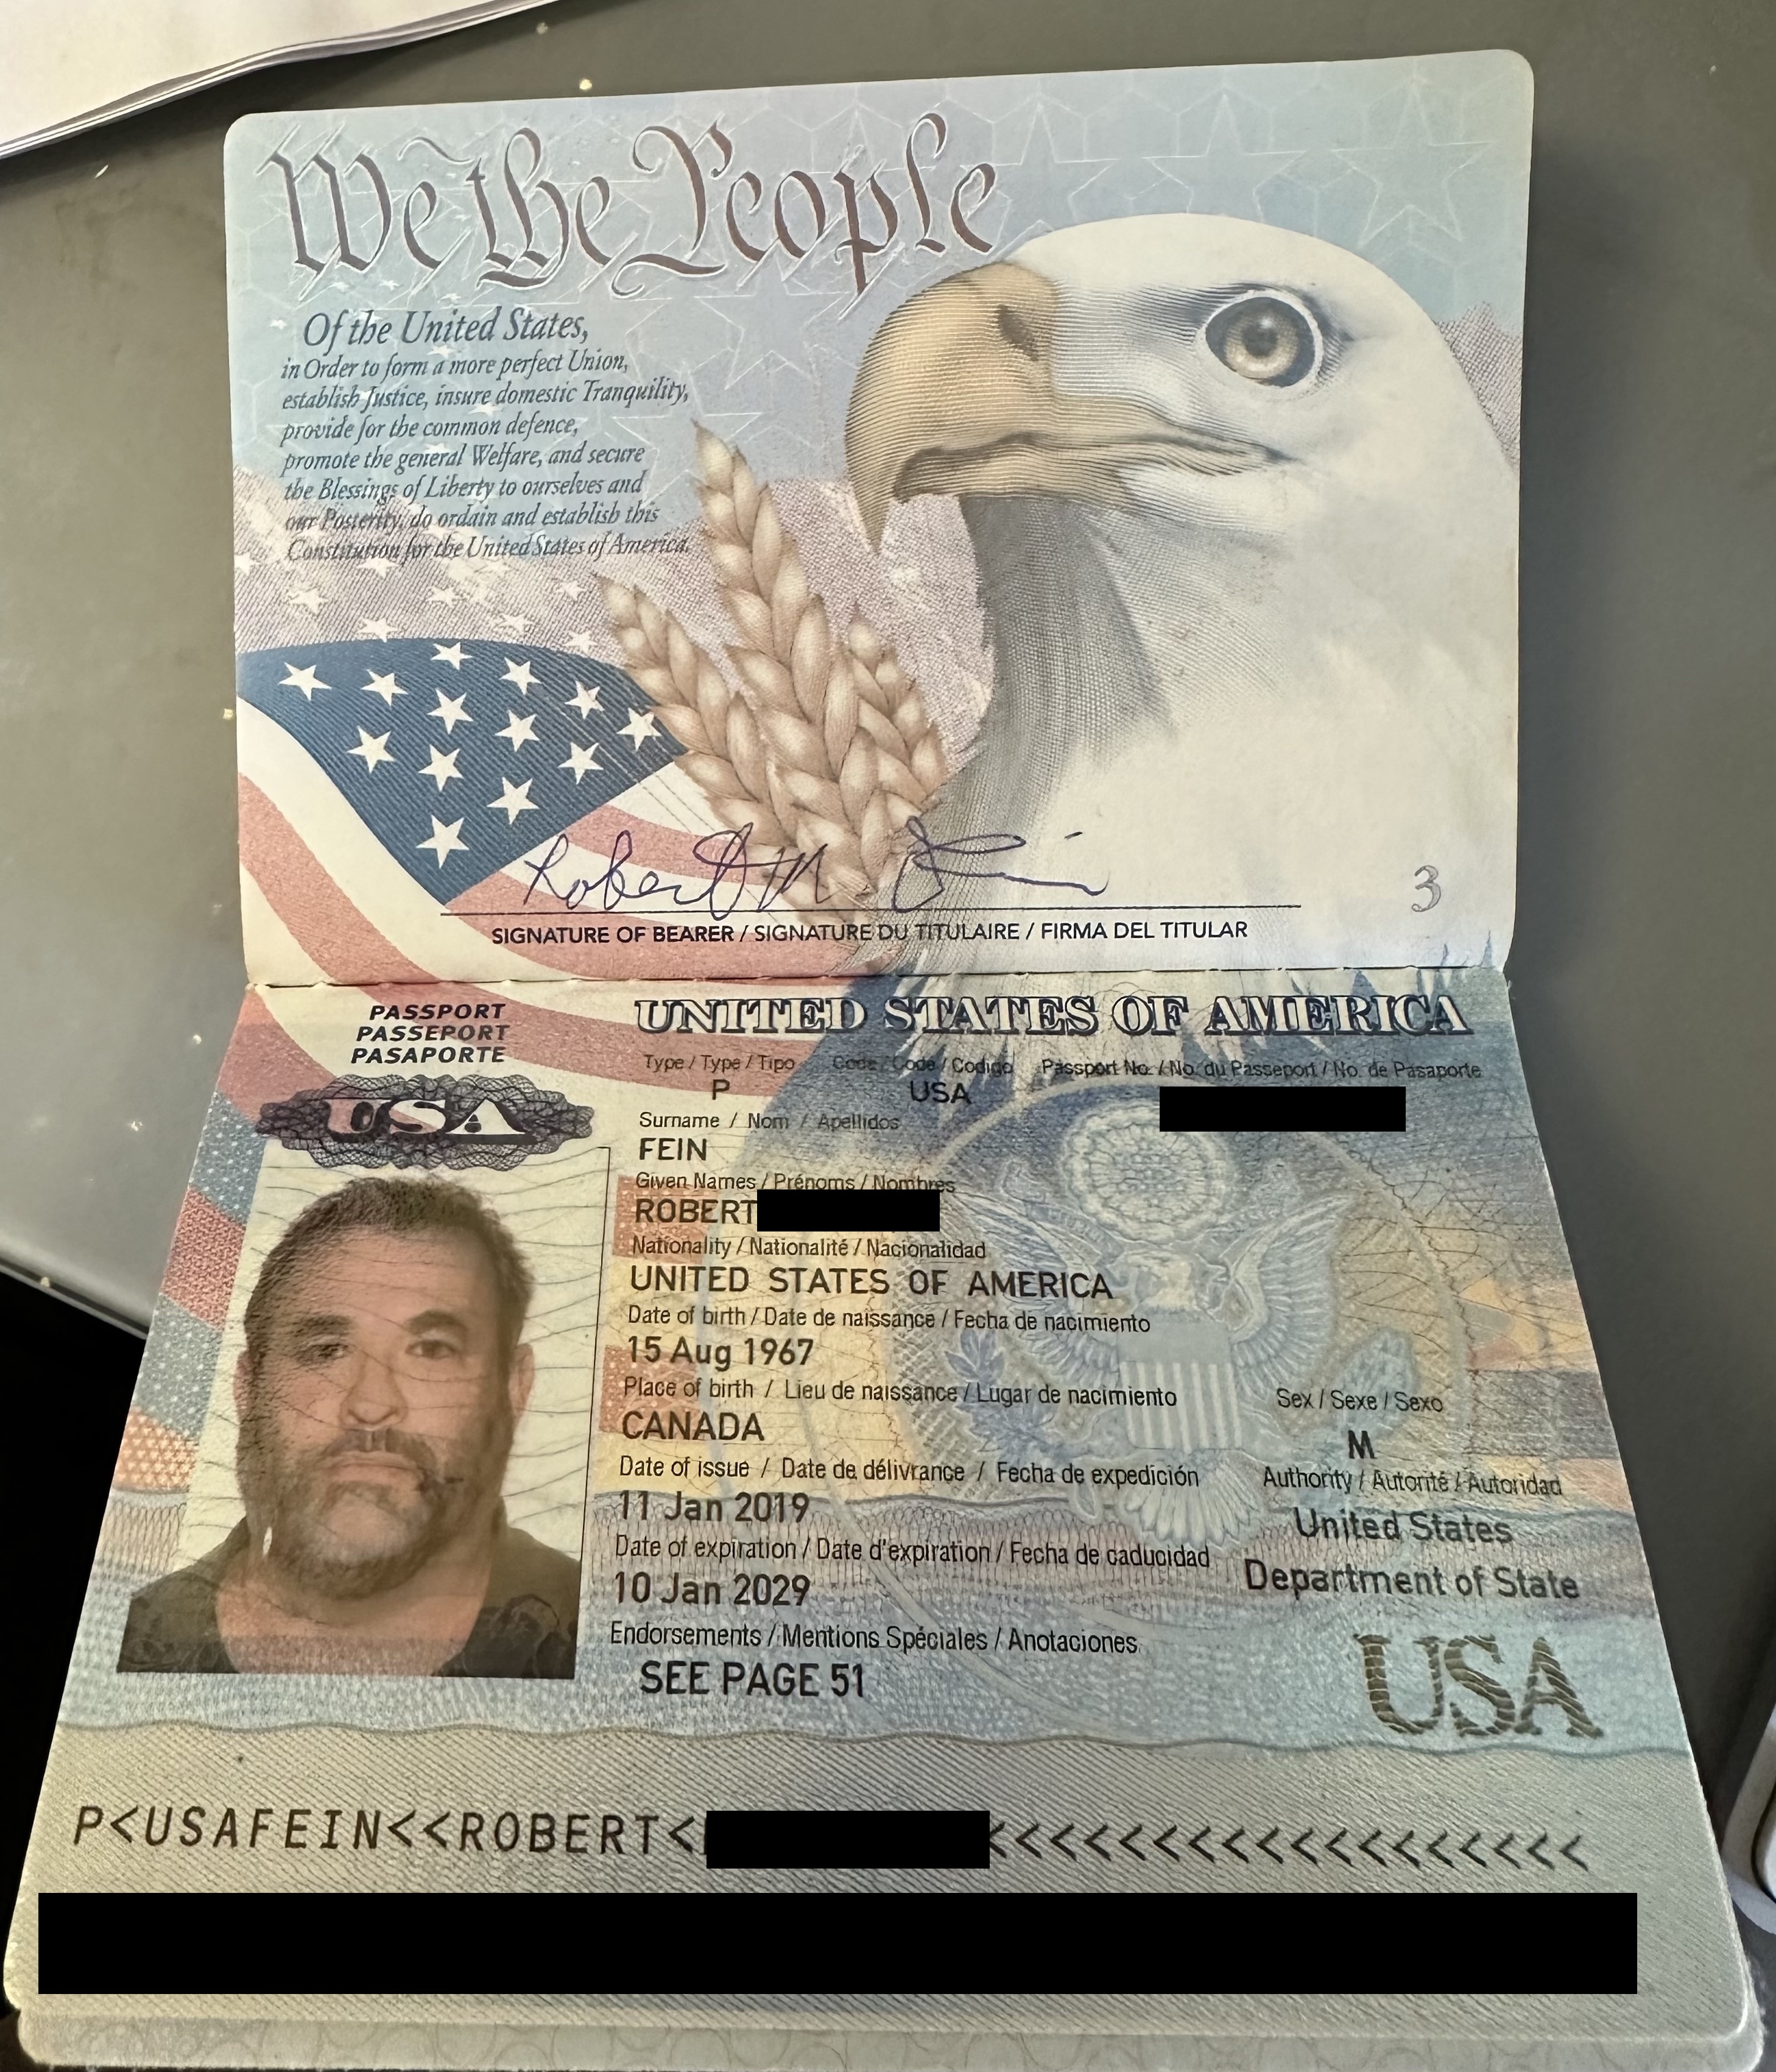 We the People
Of the United States,
in Order to form a more perfect Union,
establish Justice, insure domestic Tranquility,
provide for the common defence,
promote the general Welfare, and secure
the Blessings of Liberty to ourselves and
our Posterity, do ordain and establish this
Constitution for the United States of America.
Robert M Fein
3
SIGNATURE OF BEARER / SIGNATURE DU TITULAIRE / FIRMA DEL TITULAR
PASSPORT
PASSEPORT
PASAPORTE
USA
UNITED STATES OF AMERICA
Type / Type / Tipo Code / Code / Codigo Passport No. / No. du Passeport / No. de Pasaporte
P USA
Surname / Nom / Apellidos
FEIN
Given Names / Prénoms / Nombres
ROBERT
Nationality / Nationalité / Nacionalidad
UNITED STATES OF AMERICA
Date of birth / Date de naissance / Fecha de nacimiento
15 Aug 1967
Place of birth / Lieu de naissance / Lugar de nacimiento Sex / Sexe / Sexo
CANADA M
Date of issue / Date de délivrance / Fecha de expedición Authority / Autorité / Autoridad
11 Jan 2019 United States
Date of expiration / Date d'expiration / Fecha de caducidad Department of State
10 Jan 2029
Endorsements / Mentions Spéciales / Anotaciones
SEE PAGE 51
USA
P<USAFEIN<<ROBERT< <<<<<<<<<<<<<<<<<<